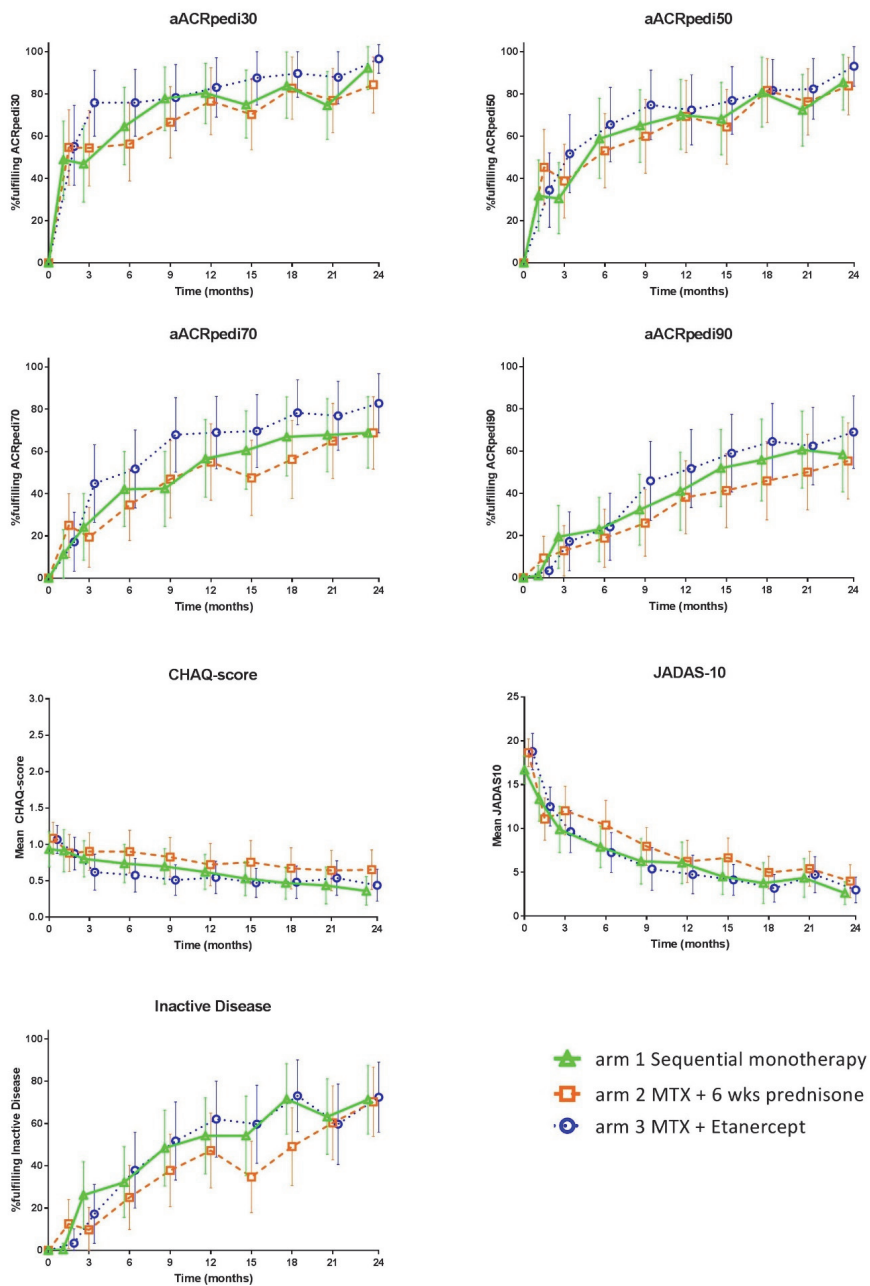 aACRpedi30
%fulfilling ACRpedi30
100
80
60
40
20
0
0 3 6 9 12 15 18 21 24
Time (months)
aACRpedi50
%fulfilling ACRpedi50
100
80
60
40
20
0
0 3 6 9 12 15 18 21 24
Time (months)
aACRpedi70
%fulfilling ACRpedi70
100
80
60
40
20
0
0 3 6 9 12 15 18 21 24
Time (months)
aACRpedi90
%fulfilling ACRpedi90
100
80
60
40
20
0
0 3 6 9 12 15 18 21 24
Time (months)
CHAQ-score
Mean CHAQ-score
3.0
2.5
2.0
1.5
1.0
0.5
0.0
0 3 6 9 12 15 18 21 24
Time (months)
JADAS-10
Mean JADAS10
25
20
15
10
5
0
0 3 6 9 12 15 18 21 24
Time (months)
Inactive Disease
%fulfilling Inactive Disease
100
80
60
40
20
0
0 3 6 9 12 15 18 21 24
Time (months)
arm 1 Sequential monotherapy
arm 2 MTX + 6 wks prednisone
arm 3 MTX + Etanercept